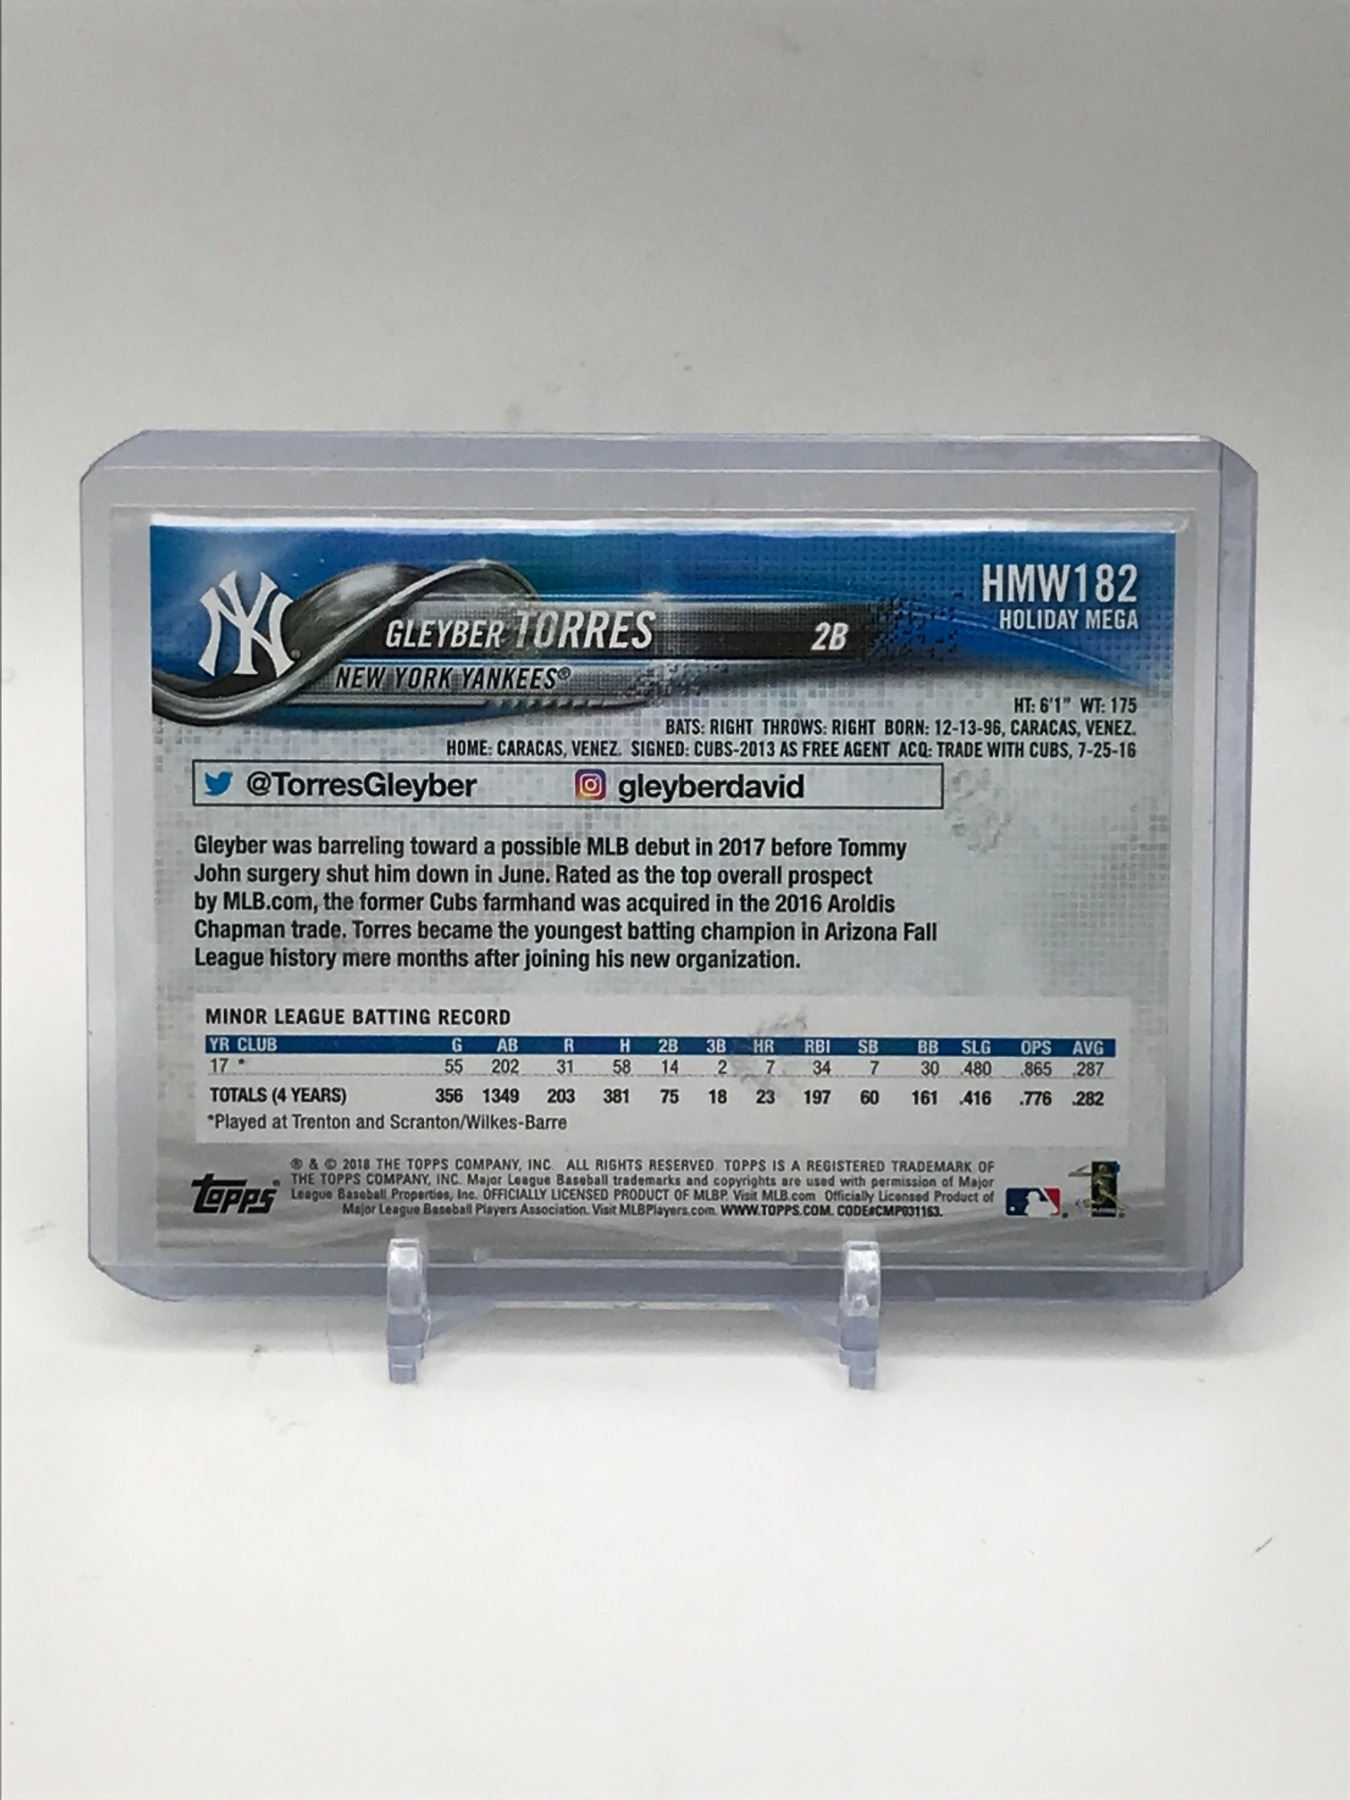 NY
GLEYBER TORRES
2B
HMW182
HOLIDAY MEGA
NEW YORK YANKEES®
HT: 6'1" WT: 175
BATS: RIGHT THROWS: RIGHT BORN: 12-13-96, CARACAS, VENEZ.
HOME: CARACAS, VENEZ. SIGNED: CUBS-2013 AS FREE AGENT ACQ: TRADE WITH CUBS, 7-25-16
@TorresGleyber gleyberdavid
Gleyber was barreling toward a possible MLB debut in 2017 before Tommy
John surgery shut him down in June. Rated as the top overall prospect
by MLB.com, the former Cubs farmhand was acquired in the 2016 Aroldis
Chapman trade. Torres became the youngest batting champion in Arizona Fall
League history mere months after joining his new organization.
MINOR LEAGUE BATTING RECORD
YR CLUB G AB R H 2B 3B HR RBI SB BB SLG OPS AVG
17 * 55 202 31 58 14 2 7 34 7 30 .480 .865 .287
TOTALS (4 YEARS) 356 1349 203 381 75 18 23 197 60 161 .416 .776 .282
*Played at Trenton and Scranton/Wilkes-Barre
Topps®
® & © 2018 THE TOPPS COMPANY, INC. ALL RIGHTS RESERVED. TOPPS IS A REGISTERED TRADEMARK OF
THE TOPPS COMPANY, INC. Major League Baseball trademarks and copyrights are used with permission of Major
League Baseball Properties, Inc. OFFICIALLY LICENSED PRODUCT OF MLBP. Visit MLB.com Officially Licensed Product of
Major League Baseball Players Association. Visit MLBPlayers.com. WWW.TOPPS.COM. CODE#CMP031163.